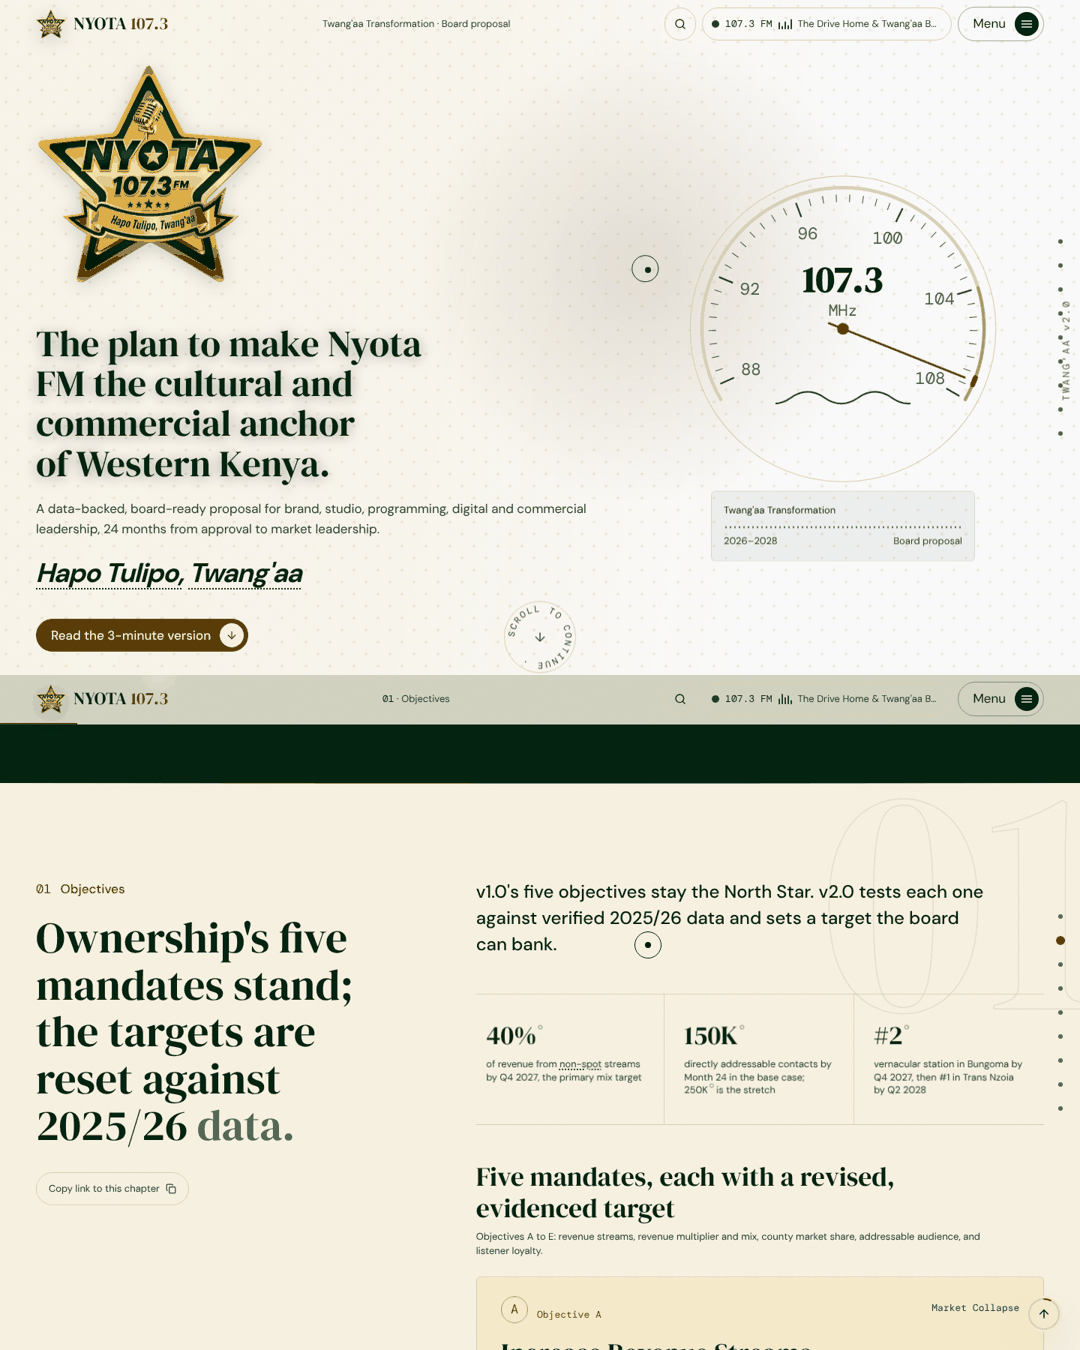 NYOTA 107.3
Twang'aa Transformation · Board proposal
107.3 FM The Drive Home & Twang'aa B...
Menu
NYOTA
107.3 FM
Hapo Tulipo, Twang'aa
The plan to make Nyota
FM the cultural and
commercial anchor
of Western Kenya.
A data-backed, board-ready proposal for brand, studio, programming, digital and commercial
leadership, 24 months from approval to market leadership.
Hapo Tulipo, Twang'aa
Read the 3-minute version
88
92
96
100
104
108
107.3
MHz
Twang'aa Transformation
2026–2028 Board proposal
TWANG'AA v2.0
SCROLL TO CONTINUE ·
NYOTA 107.3
01 · Objectives
107.3 FM The Drive Home & Twang'aa B...
Menu
01
01 Objectives
Ownership's five
mandates stand;
the targets are
reset against
2025/26 data.
Copy link to this chapter
v1.0's five objectives stay the North Star. v2.0 tests each one
against verified 2025/26 data and sets a target the board
can bank.
40%
of revenue from non-spot streams
by Q4 2027, the primary mix target
150K
directly addressable contacts by
Month 24 in the base case;
250K is the stretch
#2
vernacular station in Bungoma by
Q4 2027, then #1 in Trans Nzoia
by Q2 2028
Five mandates, each with a revised,
evidenced target
Objectives A to E: revenue streams, revenue multiplier and mix, county market share, addressable audience, and
listener loyalty.
A Objective A
Market Collapse
Increase Revenue Streams